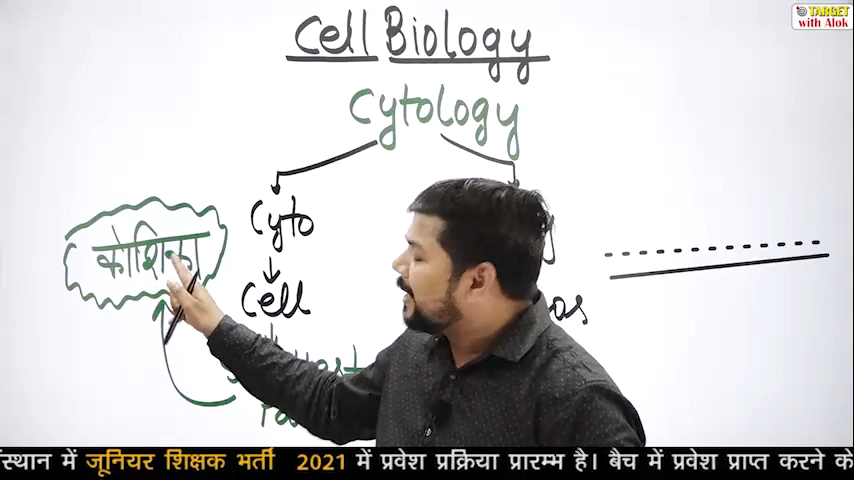 TARGET
with Alok
Cell Biology
Cytology
Cyto
कोशिका
Cell
संस्थान में जूनियर शिक्षक भर्ती 2021 में प्रवेश प्रक्रिया प्रारम्भ है। बैच में प्रवेश प्राप्त करने के